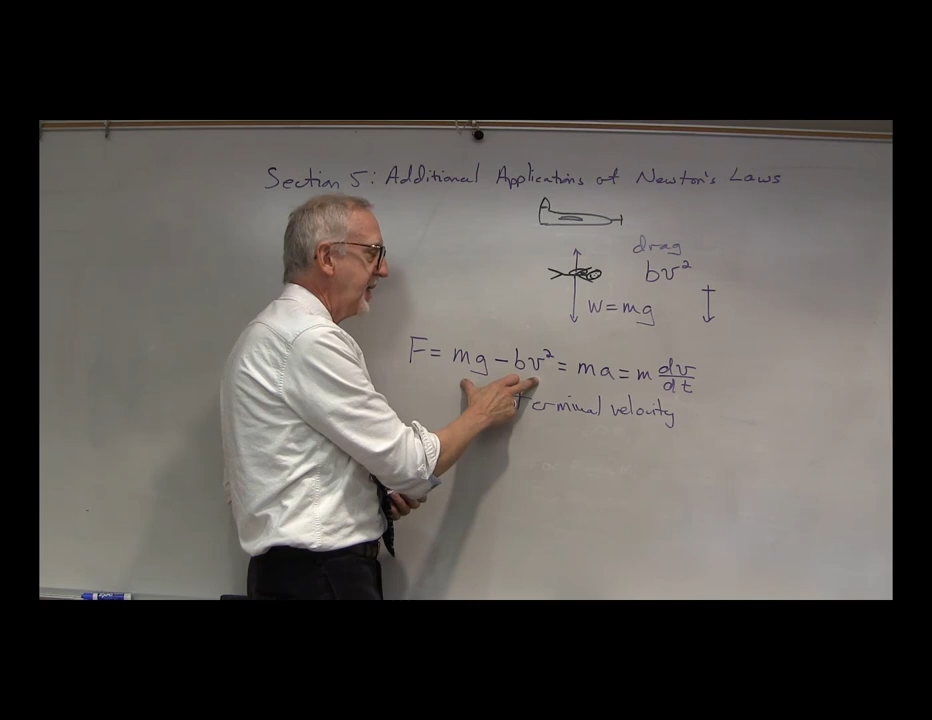 Section 5: Additional Applications of Newton's Laws
drag
bv²
W = mg
F = mg - bv² = ma = m dv/dt
terminal velocity